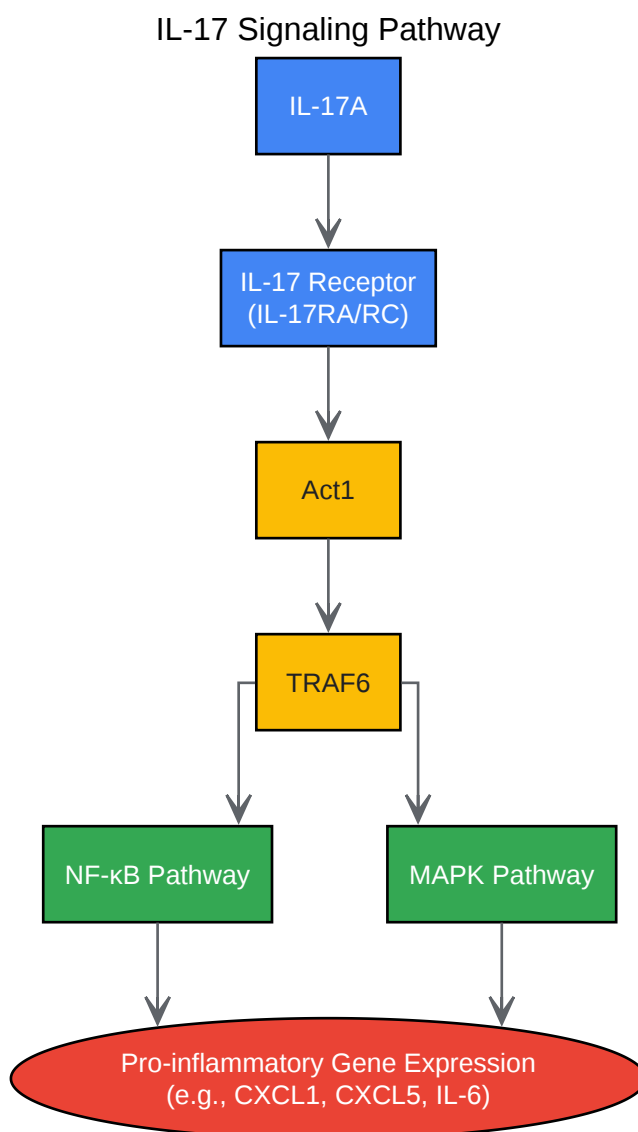 IL-17 Signaling Pathway
IL-17A
IL-17 Receptor
(IL-17RA/RC)
Act1
TRAF6
NF-κB Pathway
MAPK Pathway
Pro-inflammatory Gene Expression
(e.g., CXCL1, CXCL5, IL-6)